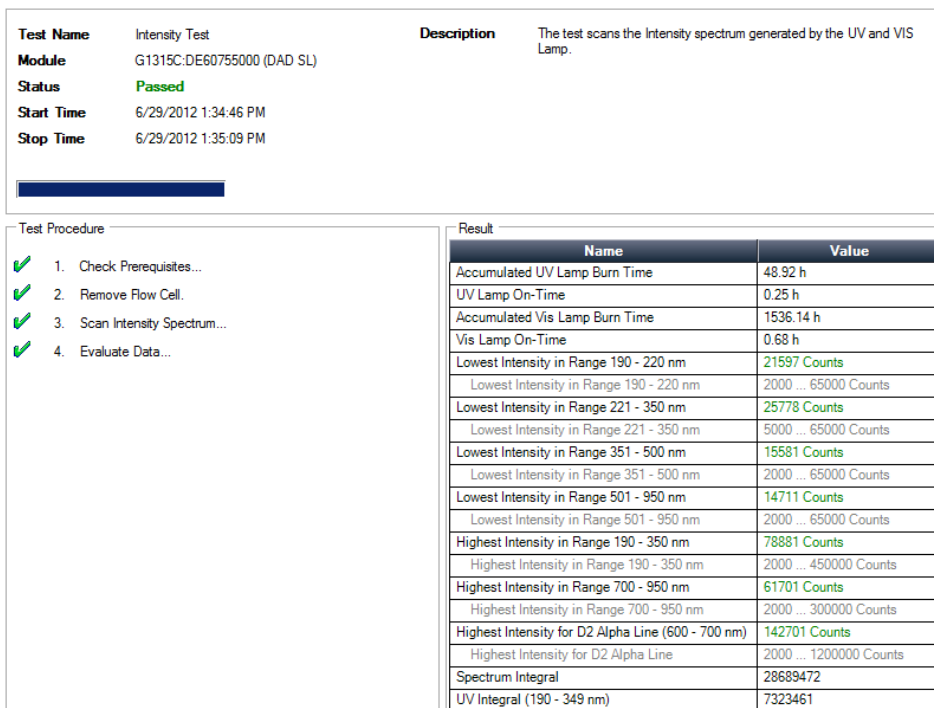 Test Name Intensity Test
Module G1315C:DE60755000 (DAD SL)
Status Passed
Start Time 6/29/2012 1:34:46 PM
Stop Time 6/29/2012 1:35:09 PM
Description The test scans the Intensity spectrum generated by the UV and VIS
Lamp.
Test Procedure
1. Check Prerequisites...
2. Remove Flow Cell.
3. Scan Intensity Spectrum...
4. Evaluate Data...
Result
Name Value
Accumulated UV Lamp Burn Time 48.92 h
UV Lamp On-Time 0.25 h
Accumulated Vis Lamp Burn Time 1536.14 h
Vis Lamp On-Time 0.68 h
Lowest Intensity in Range 190 - 220 nm 21597 Counts
Lowest Intensity in Range 190 - 220 nm 2000 ... 65000 Counts
Lowest Intensity in Range 221 - 350 nm 25778 Counts
Lowest Intensity in Range 221 - 350 nm 5000 ... 65000 Counts
Lowest Intensity in Range 351 - 500 nm 15581 Counts
Lowest Intensity in Range 351 - 500 nm 2000 ... 65000 Counts
Lowest Intensity in Range 501 - 950 nm 14711 Counts
Lowest Intensity in Range 501 - 950 nm 2000 ... 65000 Counts
Highest Intensity in Range 190 - 350 nm 78881 Counts
Highest Intensity in Range 190 - 350 nm 2000 ... 450000 Counts
Highest Intensity in Range 700 - 950 nm 61701 Counts
Highest Intensity in Range 700 - 950 nm 2000 ... 300000 Counts
Highest Intensity for D2 Alpha Line (600 - 700 nm) 142701 Counts
Highest Intensity for D2 Alpha Line 2000 ... 1200000 Counts
Spectrum Integral 28689472
UV Integral (190 - 349 nm) 7323461